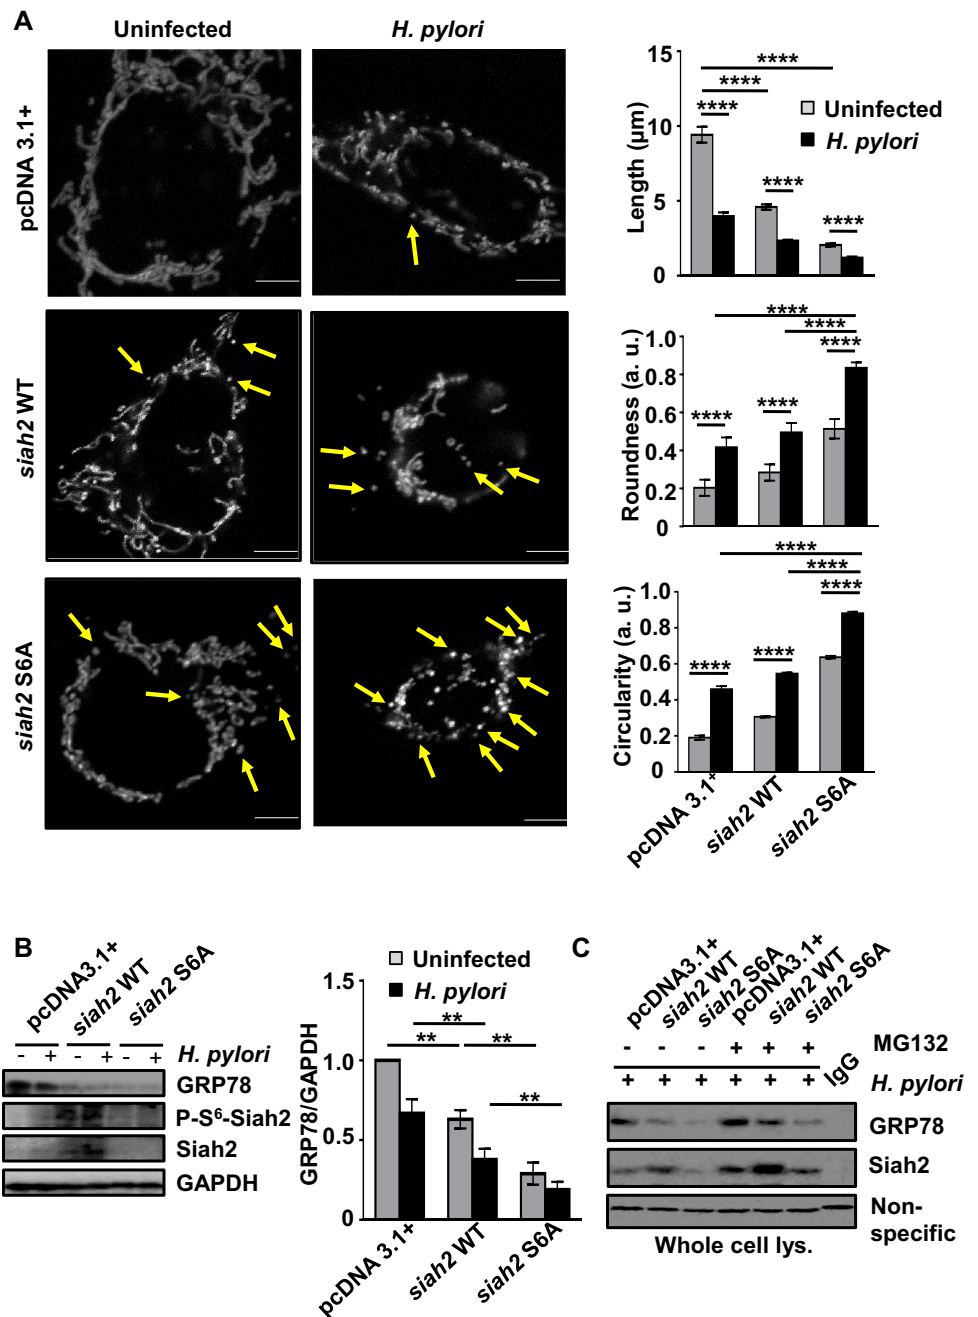 A
Uninfected
H. pylori
pcDNA 3.1+
siah2 WT
siah2 S6A
15
10
5
0
Length (µm)
****
****
****
****
****
Uninfected
H. pylori
1.0
0.8
0.6
0.4
0.2
0
Roundness (a. u.)
****
****
****
****
****
1.0
0.8
0.6
0.4
0.2
0
Circularity (a. u.)
****
****
****
****
****
pcDNA 3.1+
siah2 WT
siah2 S6A
B
pcDNA3.1+
siah2 WT
siah2 S6A
- + - + - +
H. pylori
GRP78
P-S6-Siah2
Siah2
GAPDH
Uninfected
H. pylori
1.5
1.0
0.5
0
GRP78/GAPDH
**
** **
**
pcDNA 3.1+
siah2 WT
siah2 S6A
C
pcDNA3.1+
siah2 WT
siah2 S6A
pcDNA3.1+
siah2 WT
siah2 S6A
- - - + + + MG132
IgG
+ + + + + + H. pylori
GRP78
Siah2
Non-
specific
Whole cell lys.